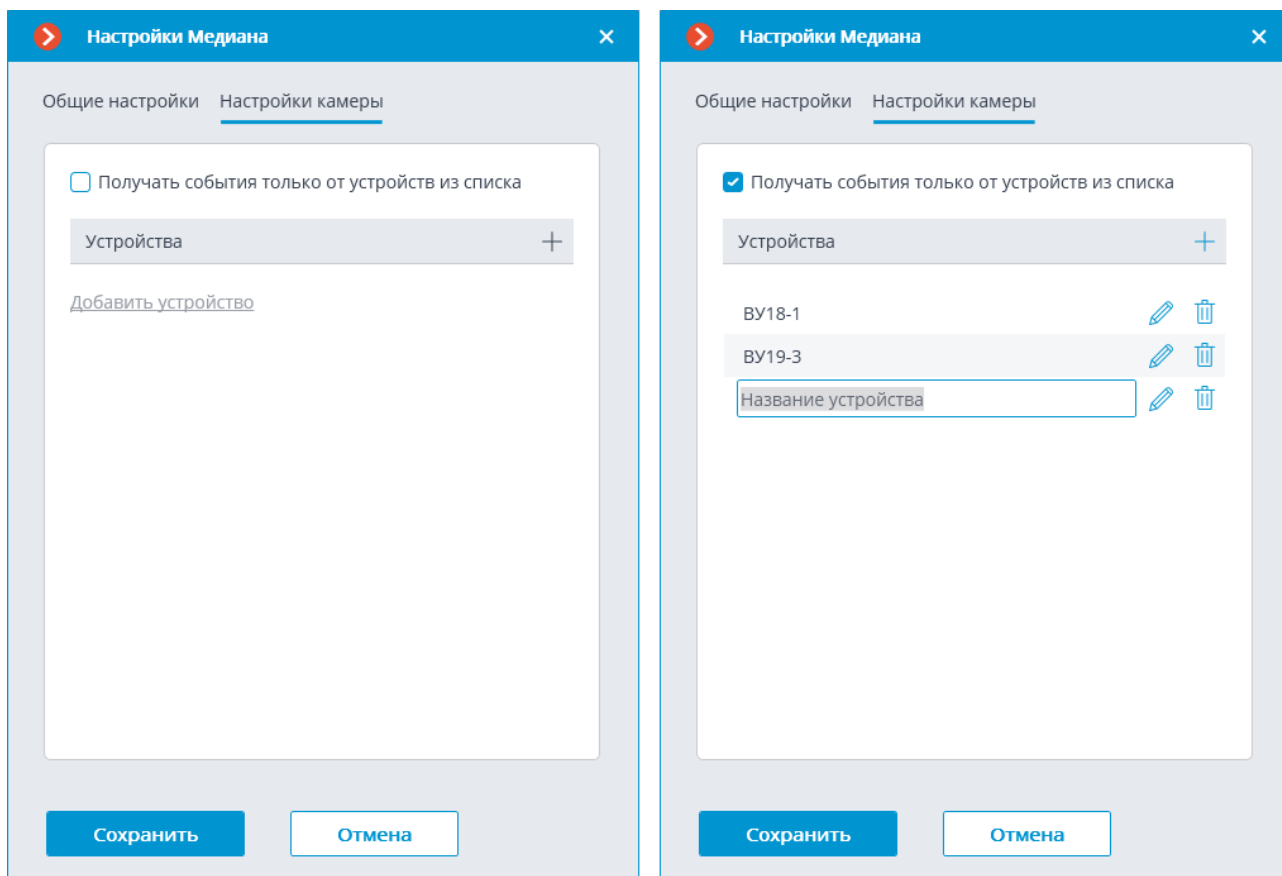 Настройки Медиана
Общие настройки Настройки камеры
Получать события только от устройств из списка
Устройства
Добавить устройство
Сохранить Отмена
Настройки Медиана
Общие настройки Настройки камеры
Получать события только от устройств из списка
Устройства
ВУ18-1
ВУ19-3
Название устройства
Сохранить Отмена